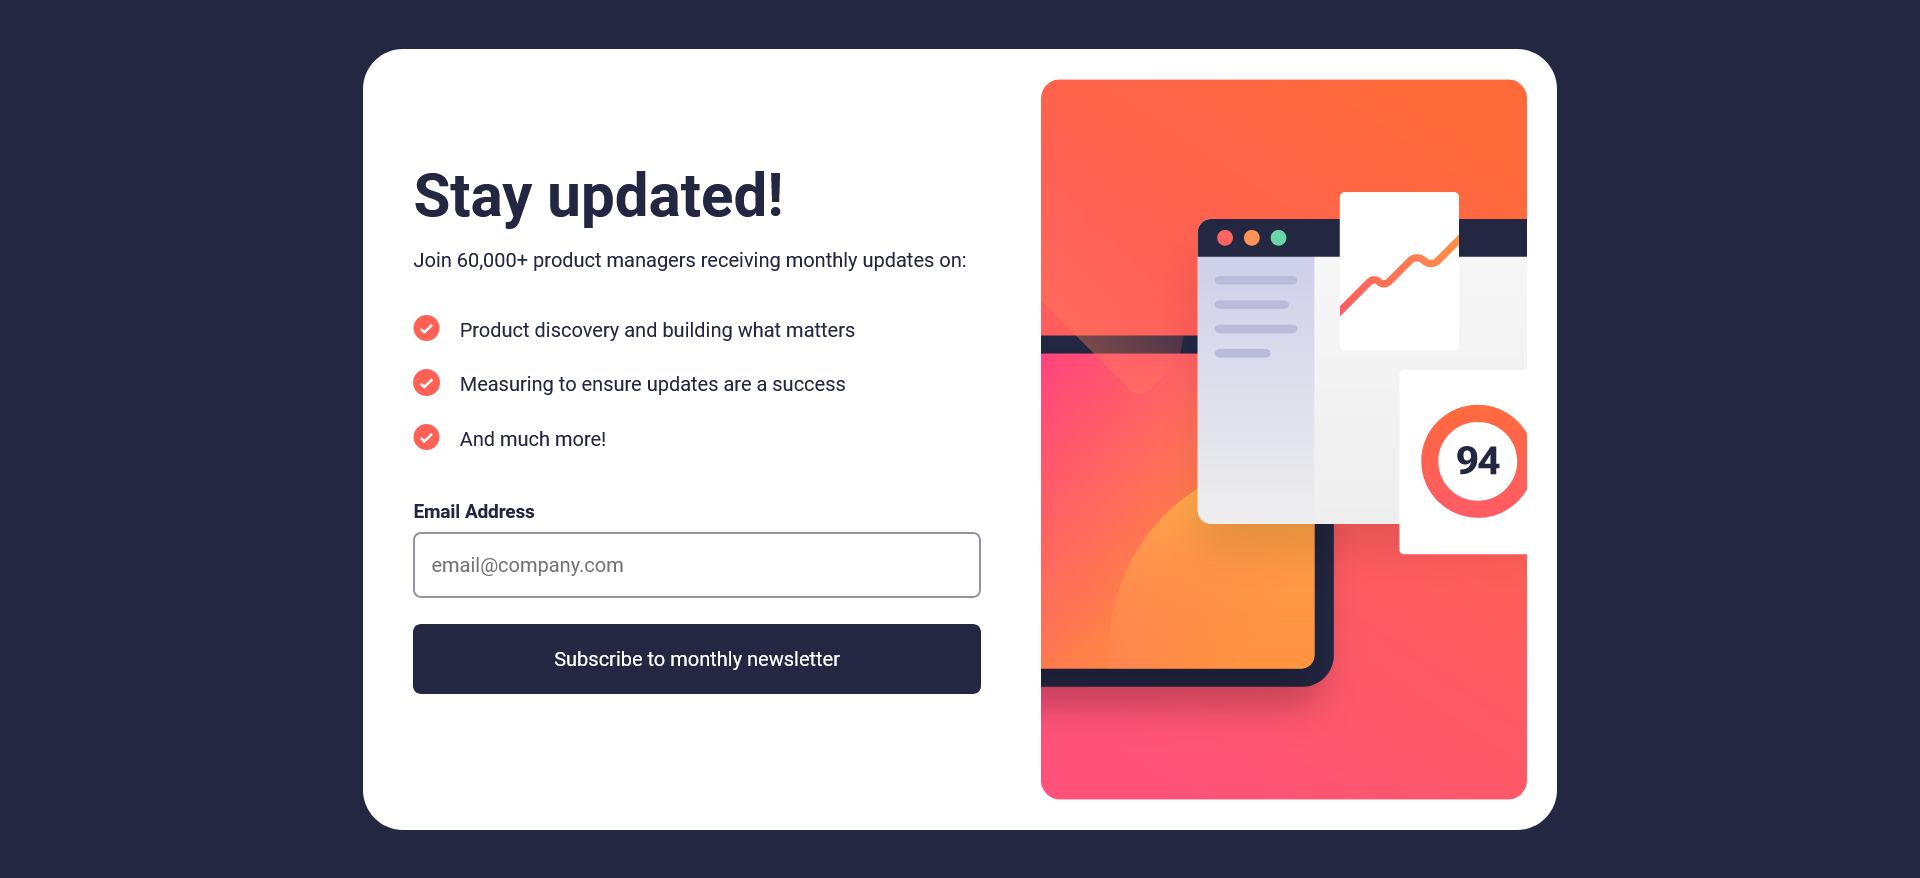 Stay updated!
Join 60,000+ product managers receiving monthly updates on:
Product discovery and building what matters
Measuring to ensure updates are a success
And much more!
Email Address
email@company.com
Subscribe to monthly newsletter
94